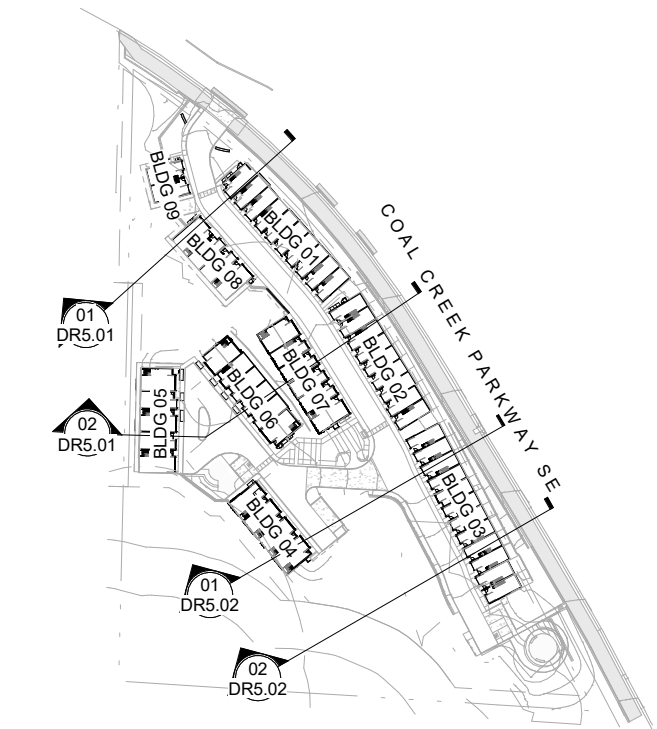 COAL CREEK PARKWAY SE
BLDG 09
BLDG 08
BLDG 01
01
DR5.01
BLDG 02
BLDG 07
BLDG 06
BLDG 05
02
DR5.01
BLDG 03
BLDG 04
01
DR5.02
02
DR5.02